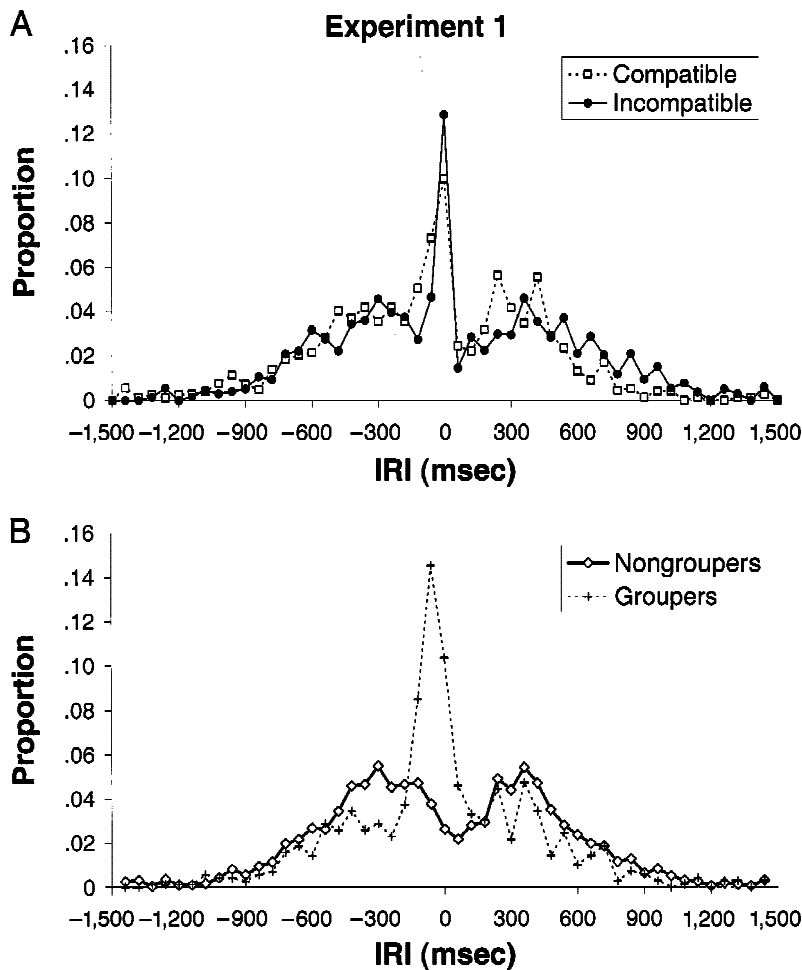 A
Experiment 1
.16
.14
.12
.10
.08
.06
.04
.02
0
Proportion
Compatible
Incompatible
−1,500 −1,200 −900 −600 −300 0 300 600 900 1,200 1,500
IRI (msec)
B
.16
.14
.12
.10
.08
.06
.04
.02
0
Proportion
Nongroupers
Groupers
−1,500 −1,200 −900 −600 −300 0 300 600 900 1,200 1,500
IRI (msec)